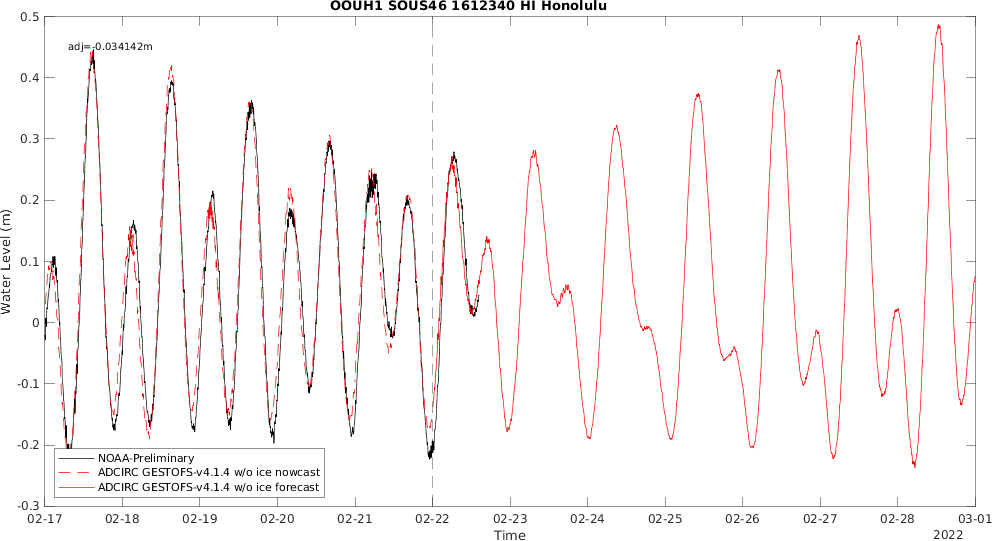 OOUH1 SOUS46 1612340 HI Honolulu
adj=-0.034142m
0.5
0.4
0.3
0.2
0.1
0
-0.1
-0.2
-0.3
Water Level (m)
NOAA-Preliminary
ADCIRC GESTOFS-v4.1.4 w/o ice nowcast
ADCIRC GESTOFS-v4.1.4 w/o ice forecast
02-17 02-18 02-19 02-20 02-21 02-22 02-23 02-24 02-25 02-26 02-27 02-28 03-01
Time
2022